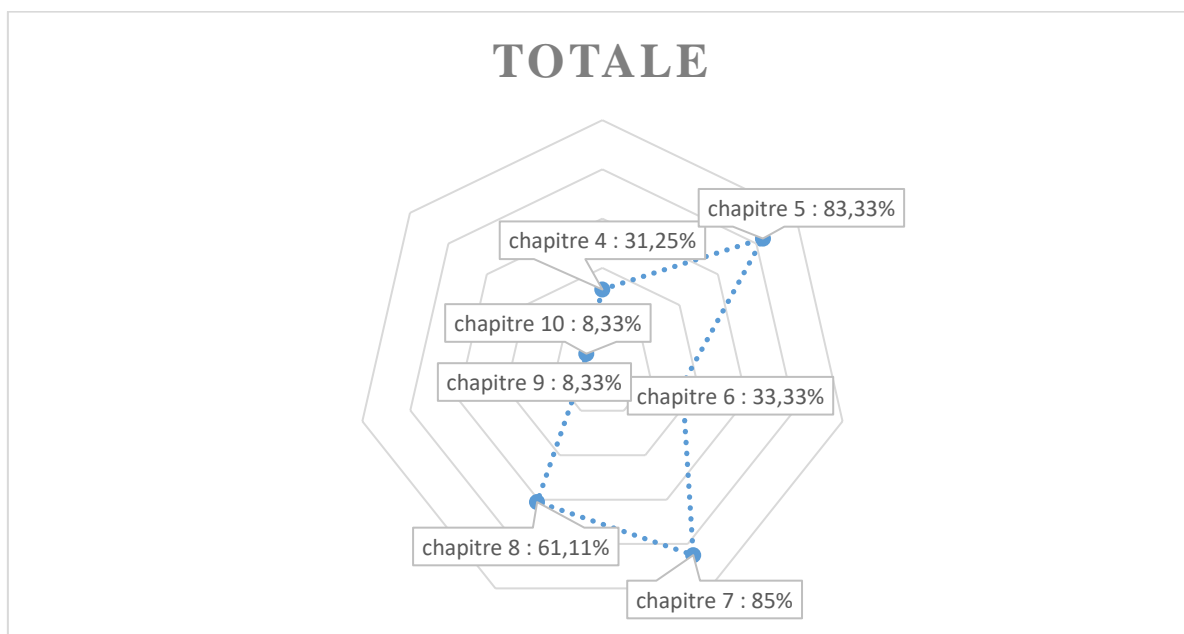 TOTALE
chapitre 5 : 83,33%
chapitre 4 : 31,25%
chapitre 10 : 8,33%
chapitre 9 : 8,33%
chapitre 6 : 33,33%
chapitre 8 : 61,11%
chapitre 7 : 85%